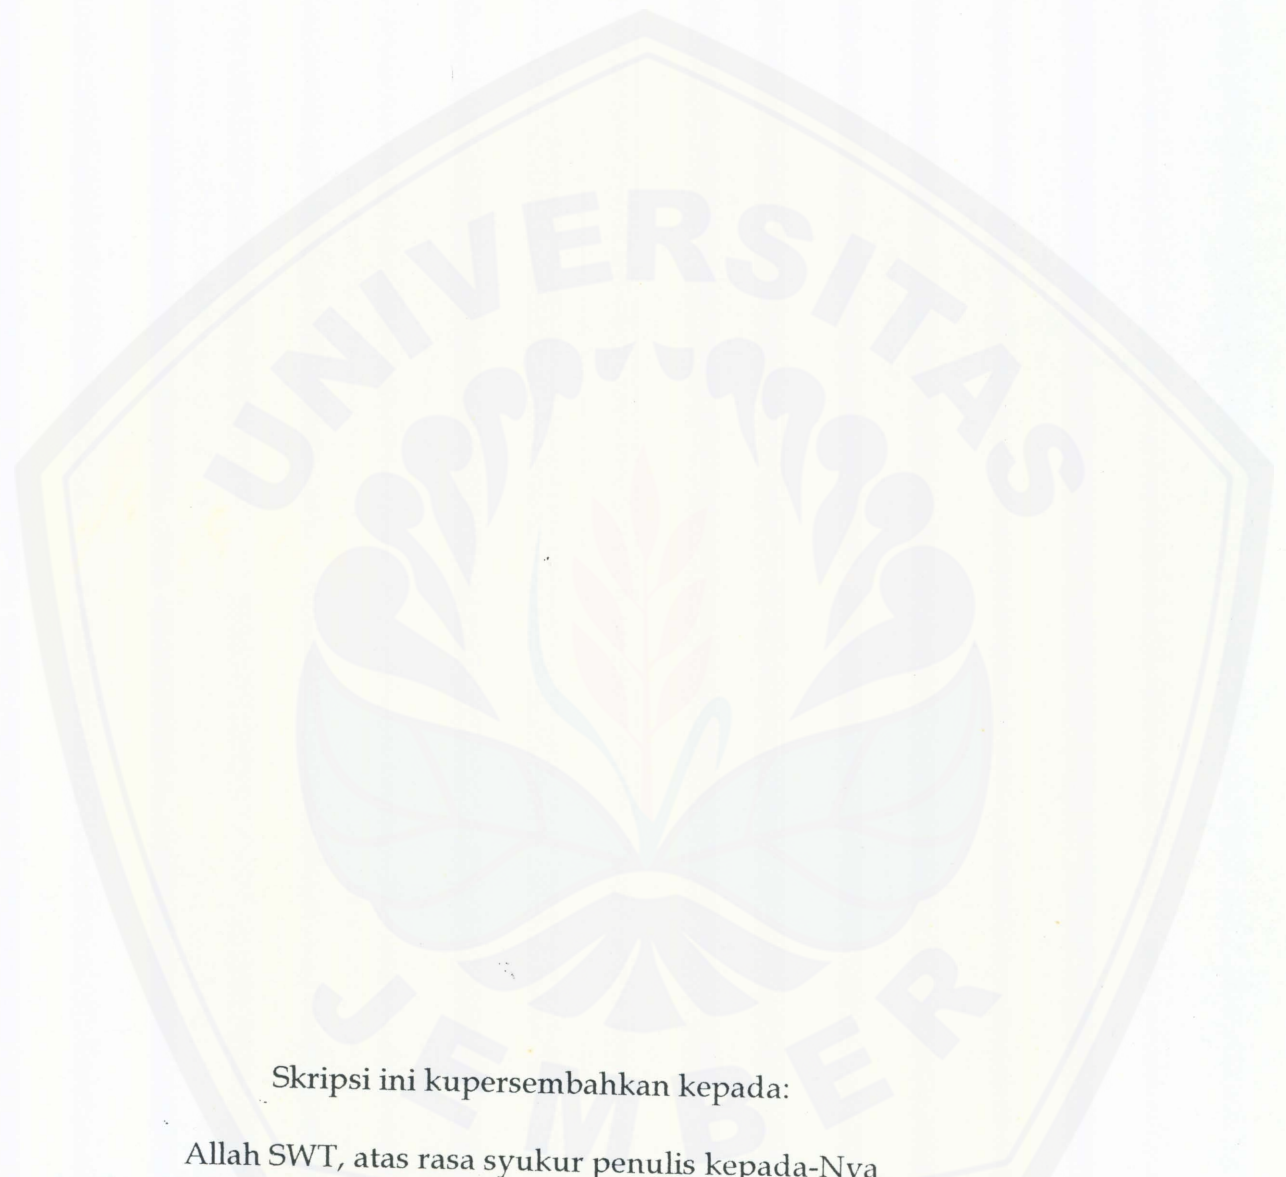 UNIVERSITAS
JEMBER
Skripsi ini kupersembahkan kepada:
Allah SWT, atas rasa syukur penulis kepada-Nya